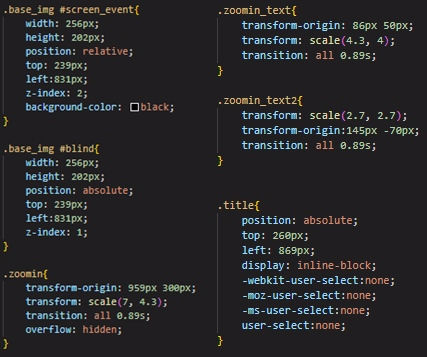 .base_img #screen_event{
width: 256px;
height: 202px;
position: relative;
top: 239px;
left:831px;
z-index: 2;
background-color: black;
}
.base_img #blind{
width: 256px;
height: 202px;
position: absolute;
top: 239px;
left:831px;
z-index: 1;
}
.zoomin{
transform-origin: 959px 300px;
transform: scale(7, 4.3);
transition: all 0.89s;
overflow: hidden;
}
.zoomin_text{
transform-origin: 86px 50px;
transform: scale(4.3, 4);
transition: all 0.89s;
}
.zoomin_text2{
transform: scale(2.7, 2.7);
transform-origin:145px -70px;
transition: all 0.89s;
}
.title{
position: absolute;
top: 260px;
left: 869px;
display: inline-block;
-webkit-user-select:none;
-moz-user-select:none;
-ms-user-select:none;
user-select:none;
}